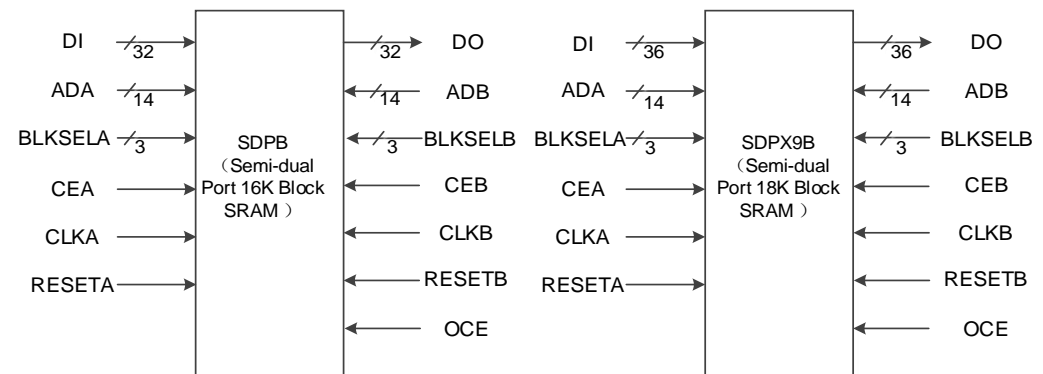 DI 32
ADA 14
BLKSELA 3
CEA
CLKA
RESETA
SDPB
（Semi-dual
Port 16K Block
SRAM ）
32 DO
14 ADB
3 BLKSELB
CEB
CLKB
RESETB
OCE
DI 36
ADA 14
BLKSELA 3
CEA
CLKA
RESETA
SDPX9B
（Semi-dual
Port 18K Block
SRAM ）
36 DO
14 ADB
3 BLKSELB
CEB
CLKB
RESETB
OCE